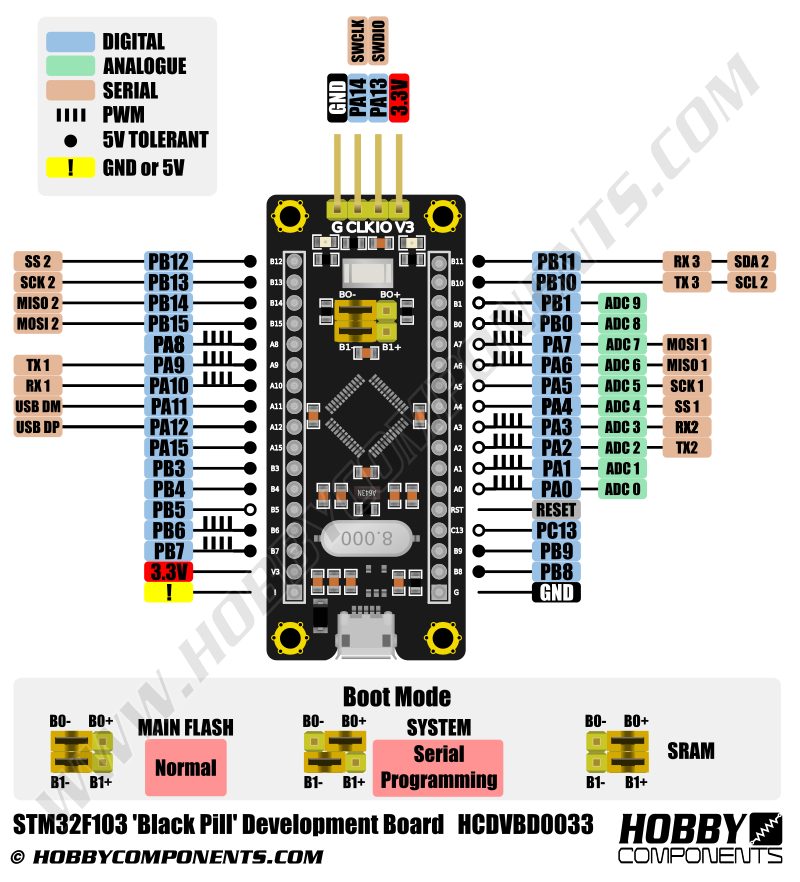 DIGITAL
ANALOGUE
SERIAL
PWM
5V TOLERANT
! GND or 5V
SWCLK SWDIO
GND PA14 PA13 3.3V
G CLK IO V3
SS 2 PB12 B12 B11 PB11 RX 3 SDA 2
SCK 2 PB13 B13 B10 PB10 TX 3 SCL 2
MISO 2 PB14 B14 B0- B0+ B1 PB1 ADC 9
MOSI 2 PB15 B15 B0 PB0 ADC 8
PA8 A8 B1- B1+ A7 PA7 ADC 7 MOSI 1
TX 1 PA9 A9 A6 PA6 ADC 6 MISO 1
RX 1 PA10 A10 A5 PA5 ADC 5 SCK 1
USB DM PA11 A11 A4 PA4 ADC 4 SS 1
USB DP PA12 A12 A3 PA3 ADC 3 RX2
PA15 A15 A2 PA2 ADC 2 TX2
PB3 B3 A1 PA1 ADC 1
PB4 B4 A643N A0 PA0 ADC 0
PB5 B5 RST RESET
PB6 B6 8.000 C13 PC13
PB7 B7 B9 PB9
3.3V V3 B8 PB8
! I G GND
WWW.HOBBYCOMPONENTS.COM
Boot Mode
B0- B0+ MAIN FLASH B0- B0+ SYSTEM B0- B0+
Normal Serial Programming SRAM
B1- B1+ B1- B1+ B1- B1+
STM32F103 'Black Pill' Development Board HCDVBD0033
© HOBBYCOMPONENTS.COM
HOBBY
COMPONENTS